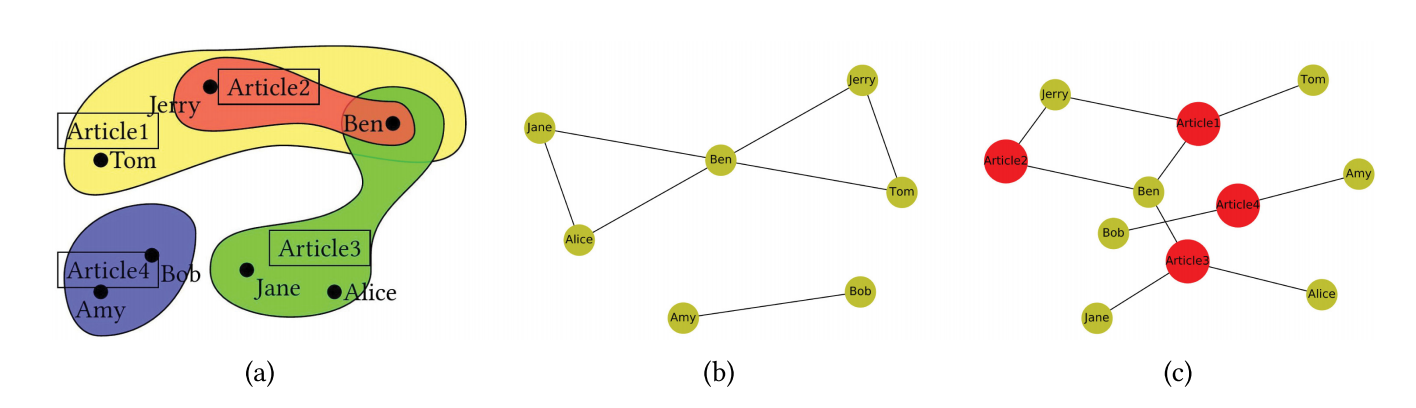 Article2
Jerry
Article1
Ben
Tom
Article3
Article4
Bob
Jane
Alice
Amy
(a)
Jerry
Jane
Ben
Tom
Alice
Bob
Amy
(b)
Tom
Jerry
Article1
Article2
Amy
Ben
Article4
Bob
Article3
Alice
Jane
(c)